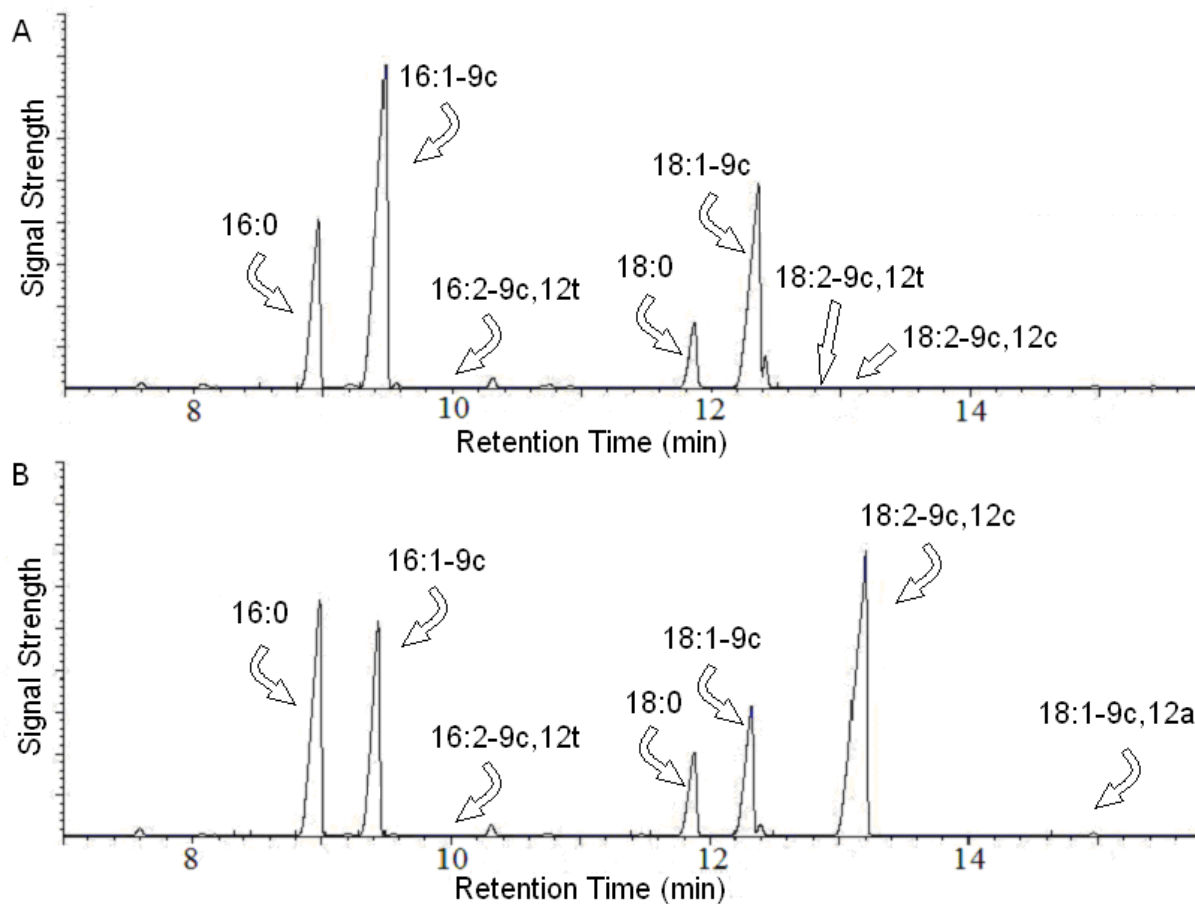 A
Signal Strength
16:0
16:1-9c
16:2-9c,12t
18:0
18:1-9c
18:2-9c,12t
18:2-9c,12c
8
10
12
14
Retention Time (min)
B
Signal Strength
16:0
16:1-9c
16:2-9c,12t
18:0
18:1-9c
18:2-9c,12c
18:1-9c,12a
8
10
12
14
Retention Time (min)